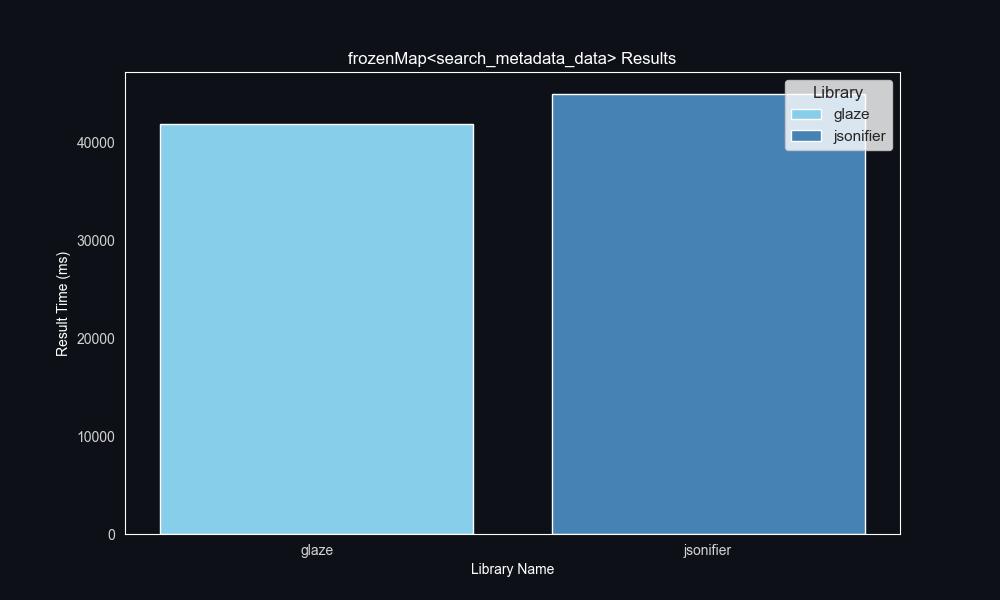 frozenMap<search_metadata_data> Results
Library
glaze
jsonifier
Result Time (ms)
40000
30000
20000
10000
0
glaze
jsonifier
Library Name